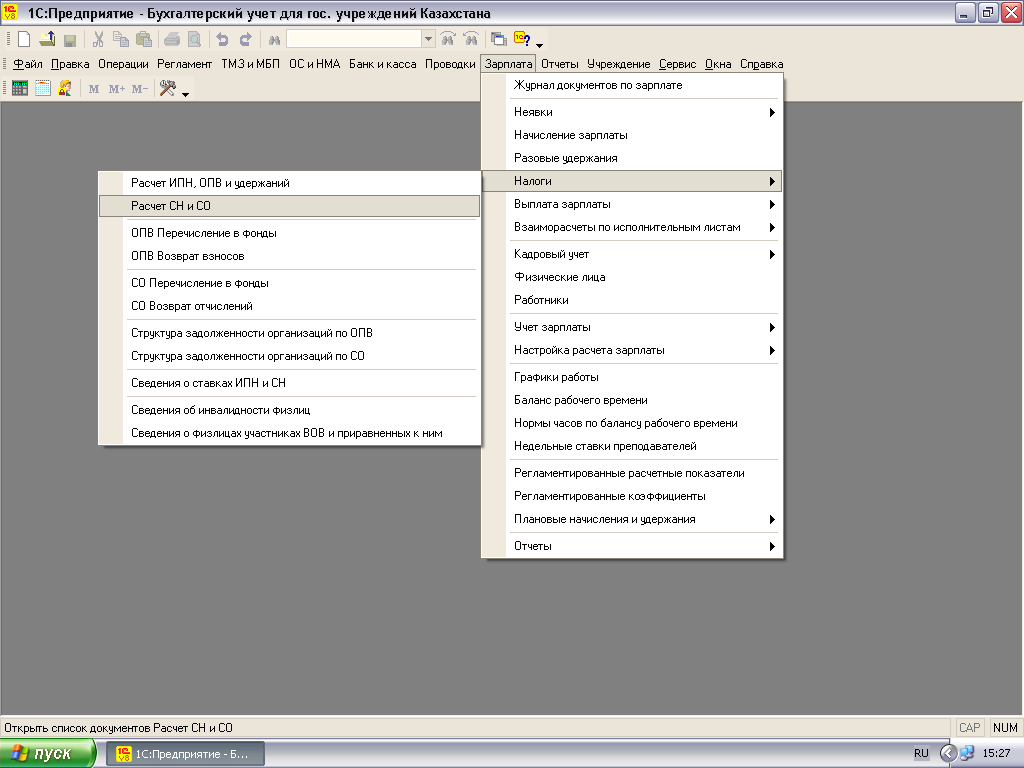 1С:Предприятие - Бухгалтерский учет для гос. учреждений Казахстана
Файл Правка Операции Регламент ТМЗ и МБП ОС и НМА Банк и касса Проводки Зарплата Отчеты Учреждение Сервис Окна Справка
M M+ M-
Журнал документов по зарплате
Неявки
Начисление зарплаты
Разовые удержания
Налоги
Выплата зарплаты
Взаиморасчеты по исполнительным листам
Кадровый учет
Физические лица
Работники
Учет зарплаты
Настройка расчета зарплаты
Графики работы
Баланс рабочего времени
Нормы часов по балансу рабочего времени
Недельные ставки преподавателей
Регламентированные расчетные показатели
Регламентированные коэффициенты
Плановые начисления и удержания
Отчеты
Расчет ИПН, ОПВ и удержаний
Расчет СН и СО
ОПВ Перечисление в фонды
ОПВ Возврат взносов
СО Перечисление в фонды
СО Возврат отчислений
Структура задолженности организаций по ОПВ
Структура задолженности организаций по СО
Сведения о ставках ИПН и СН
Сведения об инвалидности физлиц
Сведения о физлицах участниках ВОВ и приравненных к ним
Открыть список документов Расчет СН и СО
CAP NUM
пуск
1С:Предприятие - Б...
RU
15:27